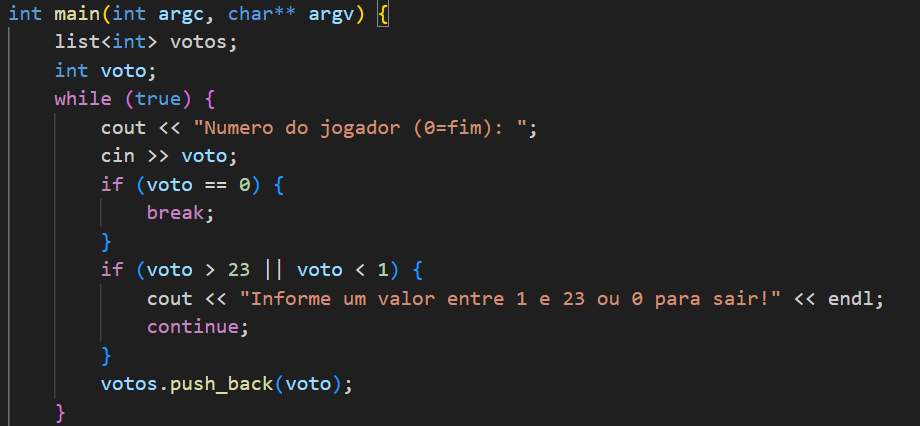 int main(int argc, char** argv) {
list<int> votos;
int voto;
while (true) {
cout << "Numero do jogador (0=fim): ";
cin >> voto;
if (voto == 0) {
break;
}
if (voto > 23 || voto < 1) {
cout << "Informe um valor entre 1 e 23 ou 0 para sair!" << endl;
continue;
}
votos.push_back(voto);
}